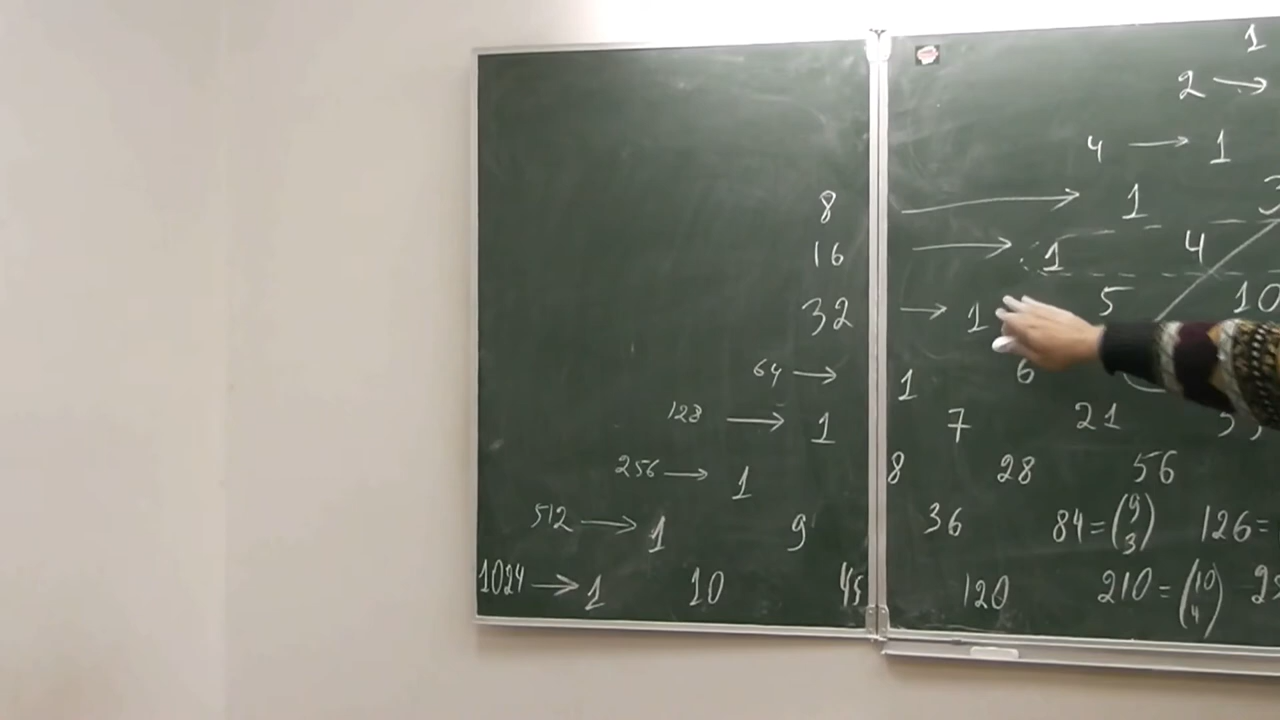 1
2 →
4 → 1
8 → 1 3
16 → 1 4
32 → 1 5 10
64 → 1 6
128 → 1 7 21
256 → 1 8 28 56
512 → 1 9 36 84 = (9 3) 126 =
1024 → 1 10 45 120 210 = (10 4)